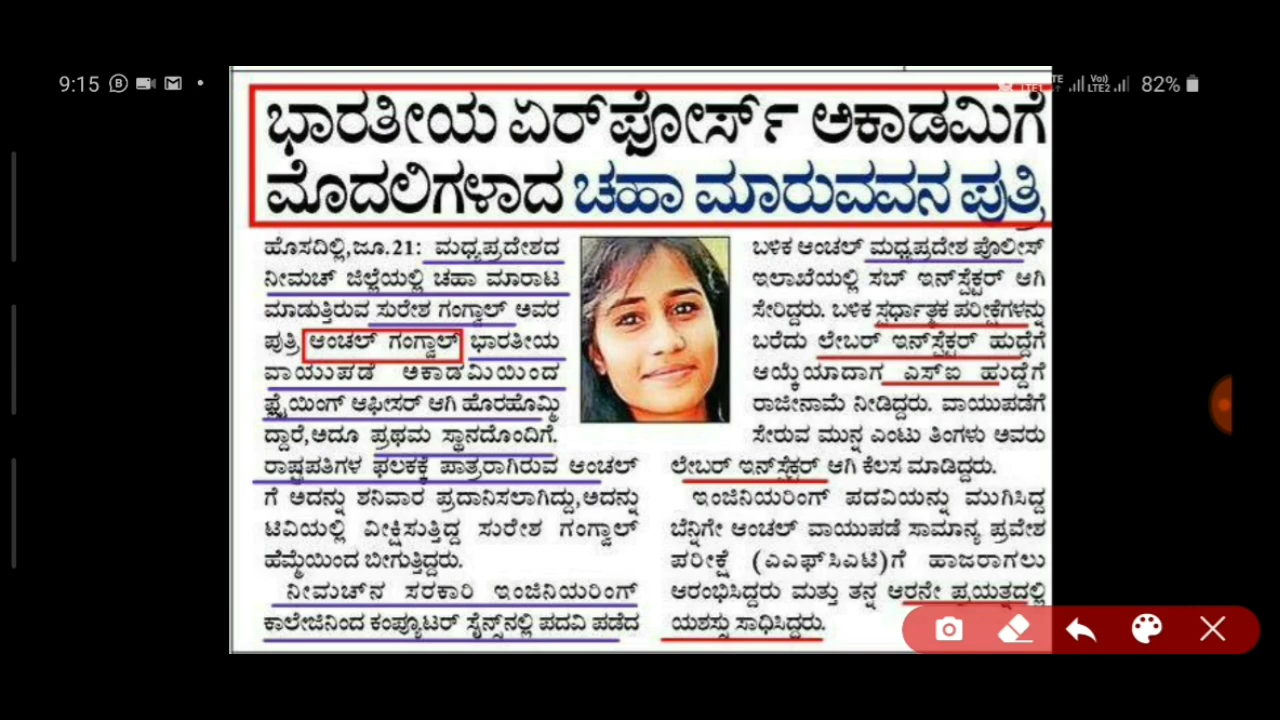 9:15
82%
ಭಾರತೀಯ ಏರ್‌ಫೋರ್ಸ್ ಅಕಾಡಮಿಗೆ
ಮೊದಲಿಗಳಾದ ಚಹಾ ಮಾರುವವನ ಪುತ್ರಿ
ಹೊಸದಿಲ್ಲಿ,ಜೂ.21: ಮಧ್ಯಪ್ರದೇಶದ
ನೀಮಚ್ ಜಿಲ್ಲೆಯಲ್ಲಿ ಚಹಾ ಮಾರಾಟ
ಮಾಡುತ್ತಿರುವ ಸುರೇಶ ಗಂಗ್ವಾಲ್ ಅವರ
ಪುತ್ರಿ ಆಂಚಲ್ ಗಂಗ್ವಾಲ್ ಭಾರತೀಯ
ವಾಯುಪಡೆ ಅಕಾಡಮಿಯಿಂದ
ಫ್ಲೈಯಿಂಗ್ ಆಫೀಸರ್ ಆಗಿ ಹೊರಹೊಮ್ಮಿ
ದ್ದಾರೆ,ಅದೂ ಪ್ರಥಮ ಸ್ಥಾನದೊಂದಿಗೆ.
ರಾಷ್ಟ್ರಪತಿಗಳ ಫಲಕಕ್ಕೆ ಪಾತ್ರರಾಗಿರುವ ಆಂಚಲ್
ಗೆ ಅದನ್ನು ಶನಿವಾರ ಪ್ರದಾನಿಸಲಾಗಿದ್ದು,ಅದನ್ನು
ಟಿವಿಯಲ್ಲಿ ವೀಕ್ಷಿಸುತ್ತಿದ್ದ ಸುರೇಶ ಗಂಗ್ವಾಲ್
ಹೆಮ್ಮೆಯಿಂದ ಬೀಗುತ್ತಿದ್ದರು.
ನೀಮಚ್‌ನ ಸರಕಾರಿ ಇಂಜಿನಿಯರಿಂಗ್
ಕಾಲೇಜಿನಿಂದ ಕಂಪ್ಯೂಟರ್ ಸೈನ್ಸ್‌ನಲ್ಲಿ ಪದವಿ ಪಡೆದ
ಬಳಿಕ ಆಂಚಲ್ ಮಧ್ಯಪ್ರದೇಶ ಪೊಲೀಸ್
ಇಲಾಖೆಯಲ್ಲಿ ಸಬ್ ಇನ್‌ಸ್ಪೆಕ್ಟರ್ ಆಗಿ
ಸೇರಿದ್ದರು. ಬಳಿಕ ಸ್ಪರ್ಧಾತ್ಮಕ ಪರೀಕ್ಷೆಗಳನ್ನು
ಬರೆದು ಲೇಬರ್ ಇನ್‌ಸ್ಪೆಕ್ಟರ್ ಹುದ್ದೆಗೆ
ಆಯ್ಕೆಯಾದಾಗ ಎಸ್‌ಐ ಹುದ್ದೆಗೆ
ರಾಜೀನಾಮೆ ನೀಡಿದ್ದರು. ವಾಯುಪಡೆಗೆ
ಸೇರುವ ಮುನ್ನ ಎಂಟು ತಿಂಗಳು ಅವರು
ಲೇಬರ್ ಇನ್‌ಸ್ಪೆಕ್ಟರ್ ಆಗಿ ಕೆಲಸ ಮಾಡಿದ್ದರು.
ಇಂಜಿನಿಯರಿಂಗ್ ಪದವಿಯನ್ನು ಮುಗಿಸಿದ್ದ
ಬೆನ್ನಿಗೇ ಆಂಚಲ್ ವಾಯುಪಡೆ ಸಾಮಾನ್ಯ ಪ್ರವೇಶ
ಪರೀಕ್ಷೆ (ಎಎಫ್‌ಸಿಎಟಿ)ಗೆ ಹಾಜರಾಗಲು
ಆರಂಭಿಸಿದ್ದರು ಮತ್ತು ತನ್ನ ಆರನೇ ಪ್ರಯತ್ನದಲ್ಲಿ
ಯಶಸ್ಸು ಸಾಧಿಸಿದ್ದರು.